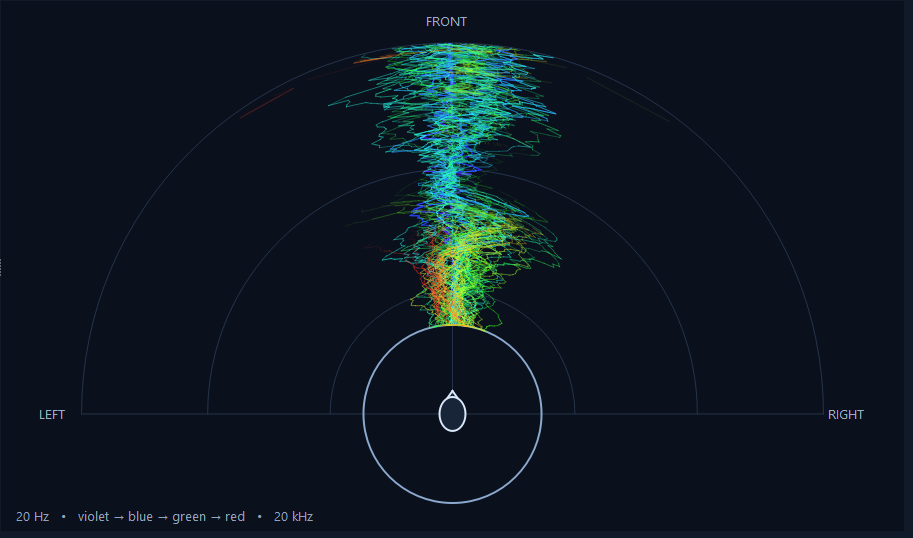 FRONT
LEFT
RIGHT
20 Hz • violet → blue → green → red • 20 kHz